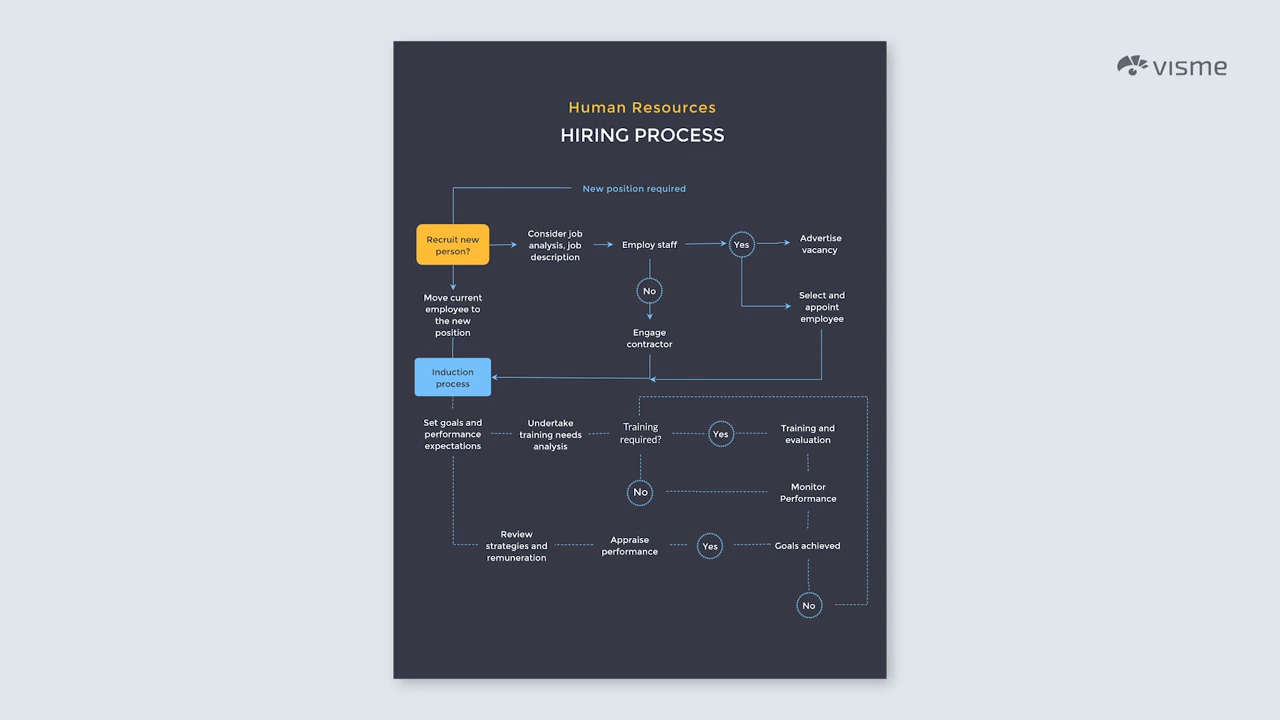 visme
Human Resources
HIRING PROCESS
New position required
Recruit new
person?
Consider job
analysis, job
description
Employ staff
Yes
Advertise
vacancy
No
Move current
employee to
the new
position
Select and
appoint
employee
Engage
contractor
Induction
process
Set goals and
performance
expectations
Undertake
training needs
analysis
Training
required?
Yes
Training and
evaluation
No
Monitor
Performance
Review
strategies and
remuneration
Appraise
performance
Yes
Goals achieved
No